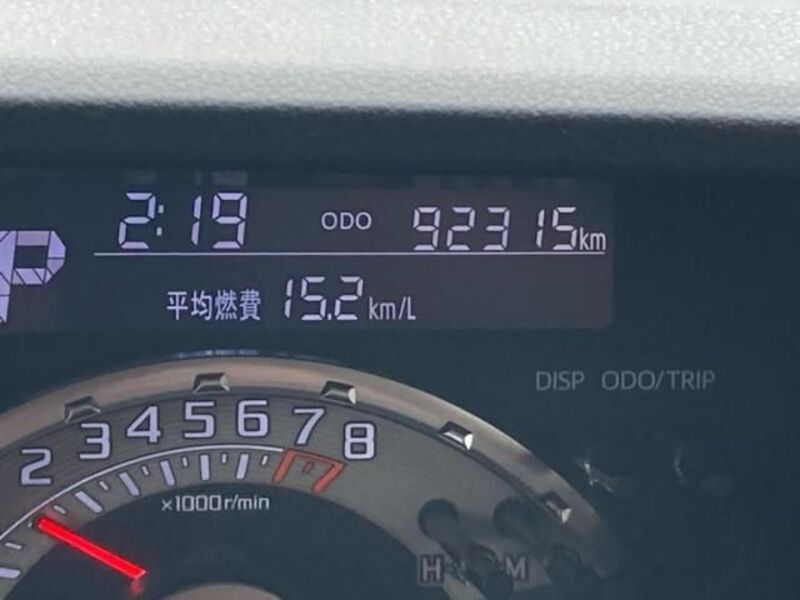 2:19 ODO 92315km
P
平均燃費 15.2km/L
DISP ODO/TRIP
2 3 4 5 6 7 8
×1000r/min
H M